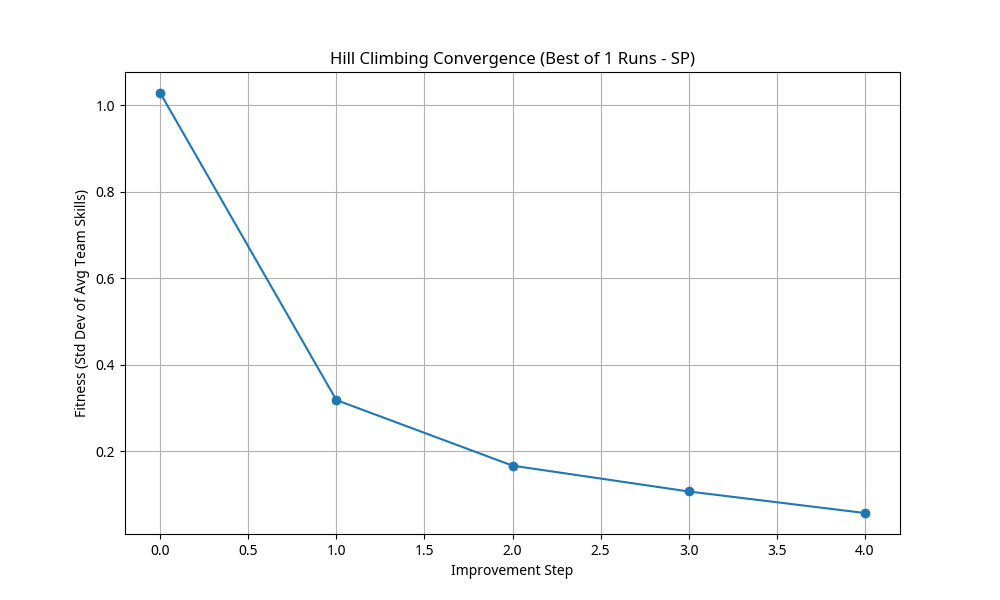 Hill Climbing Convergence (Best of 1 Runs - SP)
Fitness (Std Dev of Avg Team Skills)
1.0
0.8
0.6
0.4
0.2
0.0 0.5 1.0 1.5 2.0 2.5 3.0 3.5 4.0
Improvement Step